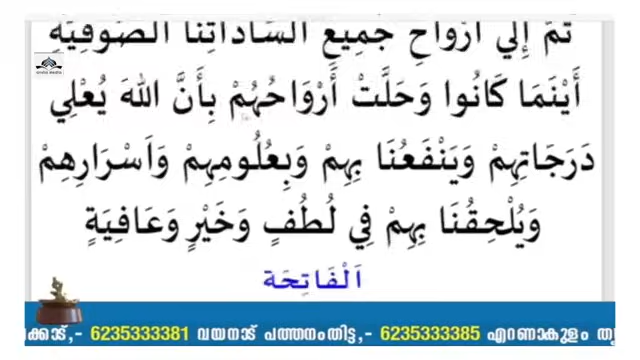 ثُمَّ إِلَي اَرْوَاحِ جَمِيعِ السَّادَاتِنَا الصُّوفِيَّةِ
أَيْنَمَا كَانُوا وَحَلَّتْ أَرْوَاحُهُمْ بِأَنَّ اللهَ يُعْلِي
دَرَجَاتِهِمْ وَيَنْفَعُنَا بِهِمْ وَبِعُلُومِهِمْ وَاَسْرَارِهِمْ
وَيُلْحِقُنَا بِهِمْ فِي لُطُفٍ وَخَيْرٍ وَعَافِيَةٍ
اَلْفَاتِحَة
ക്കാട്,- 6235333381 വയനാട് പത്തനംതിട്ട,- 6235333385 എറണാകുളം തൃ